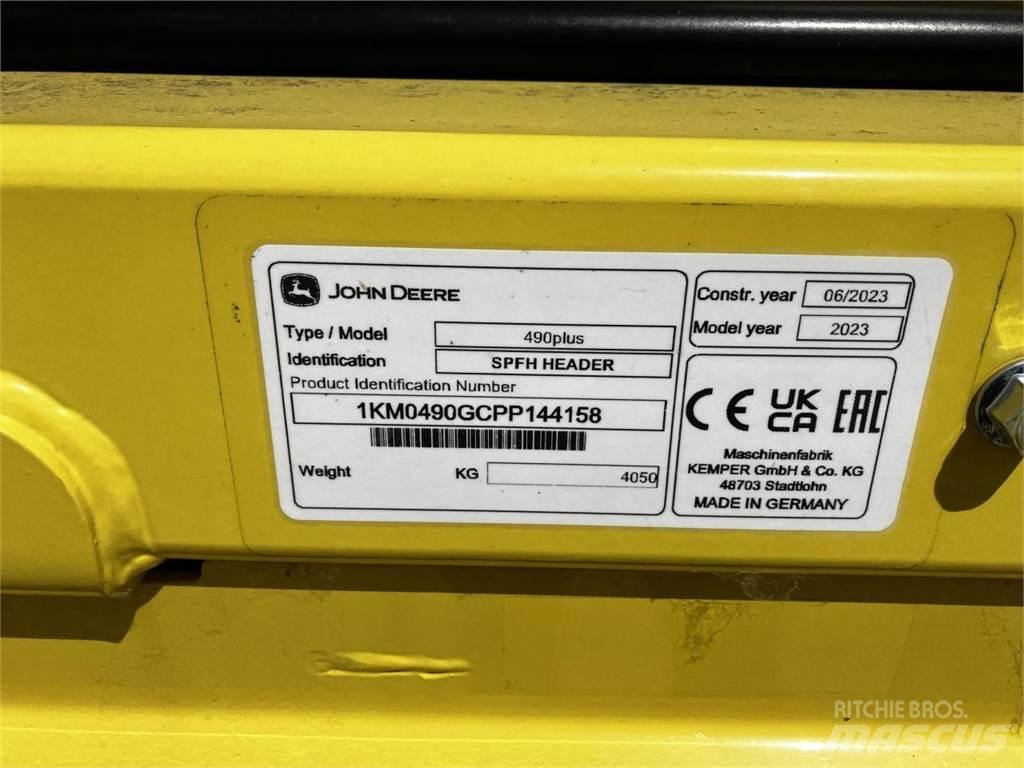 JOHN DEERE
Type / Model 490plus
Identification SPFH HEADER
Product Identification Number
1KM0490GCPP144158
Weight KG 4050
Constr. year 06/2023
Model year 2023
CE UK CA EAC
Maschinenfabrik
KEMPER GmbH & Co. KG
48703 Stadtlohn
MADE IN GERMANY
RITCHIE BROS.
MASCUS